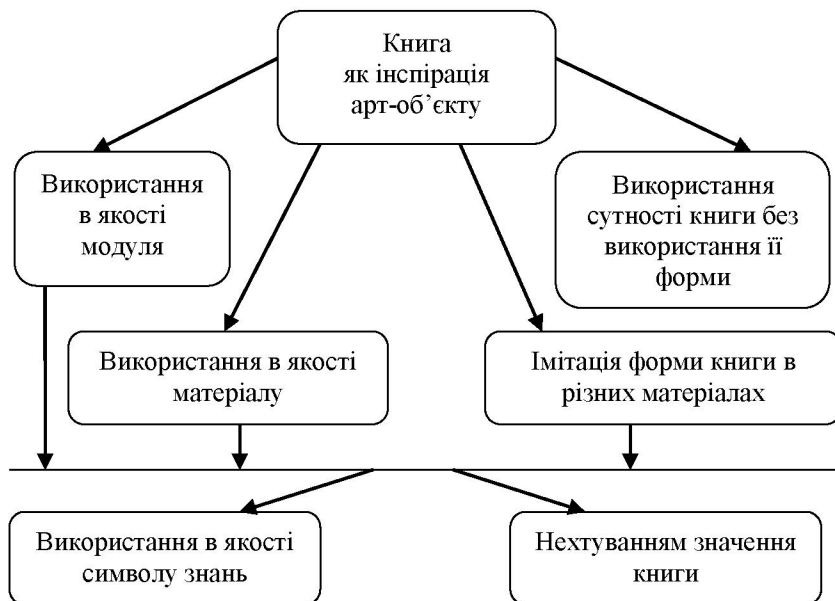 Книга
як інспірація
арт-об’єкту
Використання
в якості
модуля
Використання
сутності книги без
використання її
форми
Використання в якості
матеріалу
Імітація форми книги в
різних матеріалах
Використання в якості
символу знань
Нехтуванням значення
книги